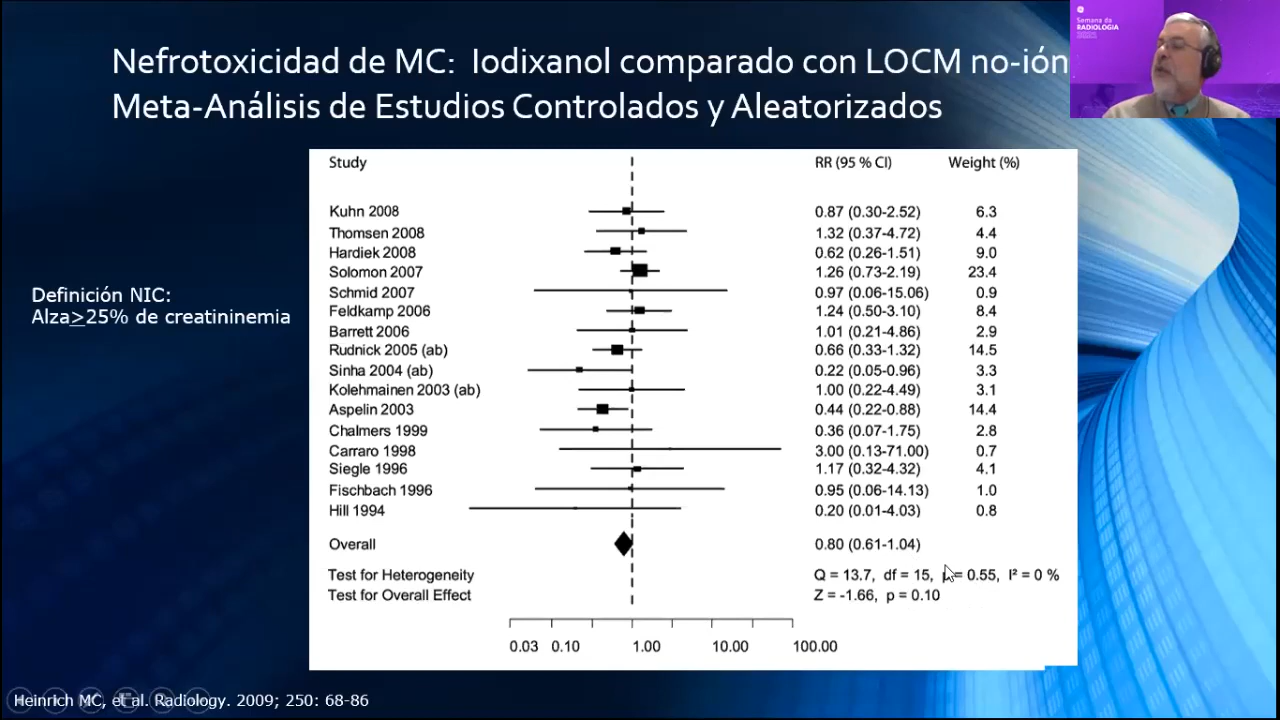 Semana da
RADIOLOGIA
Nefrotoxicidad de MC: Iodixanol comparado con LOCM no-ión
Meta-Análisis de Estudios Controlados y Aleatorizados
Study RR (95 % CI) Weight (%)
Kuhn 2008 0.87 (0.30-2.52) 6.3
Thomsen 2008 1.32 (0.37-4.72) 4.4
Hardiek 2008 0.62 (0.26-1.51) 9.0
Solomon 2007 1.26 (0.73-2.19) 23.4
Schmid 2007 0.97 (0.06-15.06) 0.9
Feldkamp 2006 1.24 (0.50-3.10) 8.4
Barrett 2006 1.01 (0.21-4.86) 2.9
Rudnick 2005 (ab) 0.66 (0.33-1.32) 14.5
Sinha 2004 (ab) 0.22 (0.05-0.96) 3.3
Kolehmainen 2003 (ab) 1.00 (0.22-4.49) 3.1
Aspelin 2003 0.44 (0.22-0.88) 14.4
Chalmers 1999 0.36 (0.07-1.75) 2.8
Carraro 1998 3.00 (0.13-71.00) 0.7
Siegle 1996 1.17 (0.32-4.32) 4.1
Fischbach 1996 0.95 (0.06-14.13) 1.0
Hill 1994 0.20 (0.01-4.03) 0.8
Overall 0.80 (0.61-1.04)
Test for Heterogeneity Q = 13.7, df = 15, p = 0.55, I² = 0 %
Test for Overall Effect Z = -1.66, p = 0.10
0.03 0.10 1.00 10.00 100.00
Definición NIC:
Alza≥25% de creatininemia
Heinrich MC, et al. Radiology. 2009; 250: 68-86